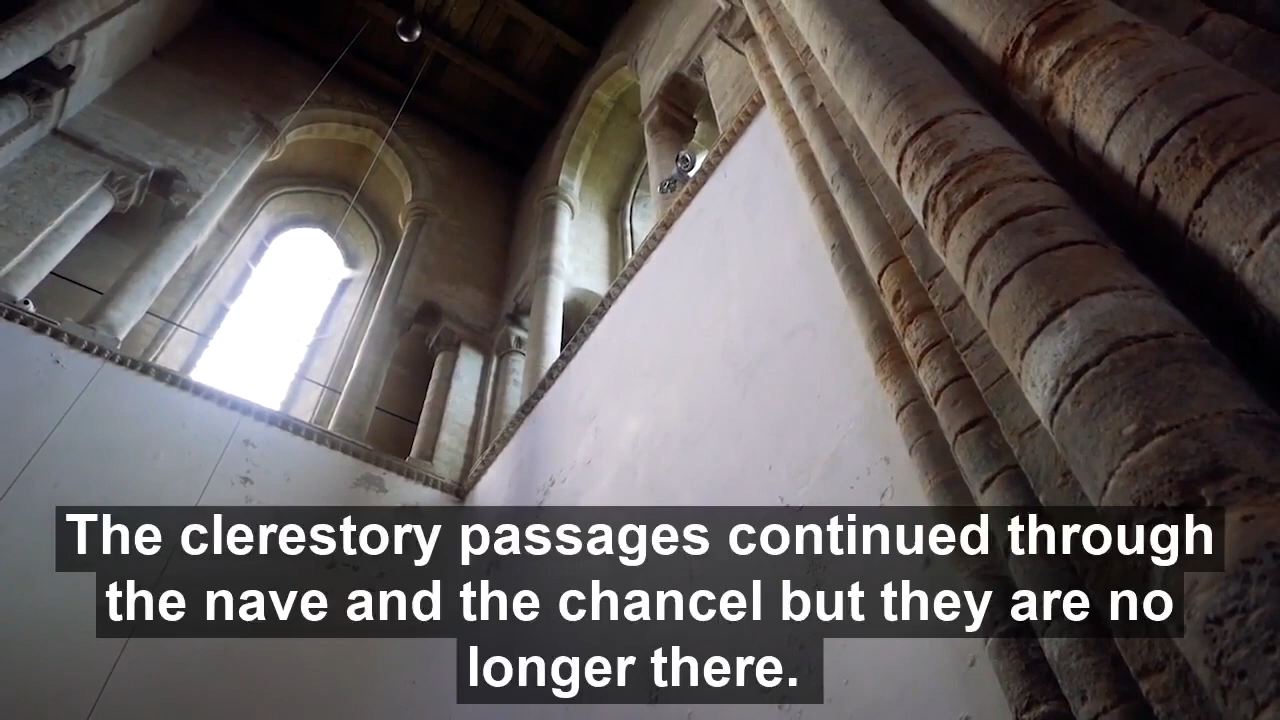 The clerestory passages continued through
the nave and the chancel but they are no
longer there.